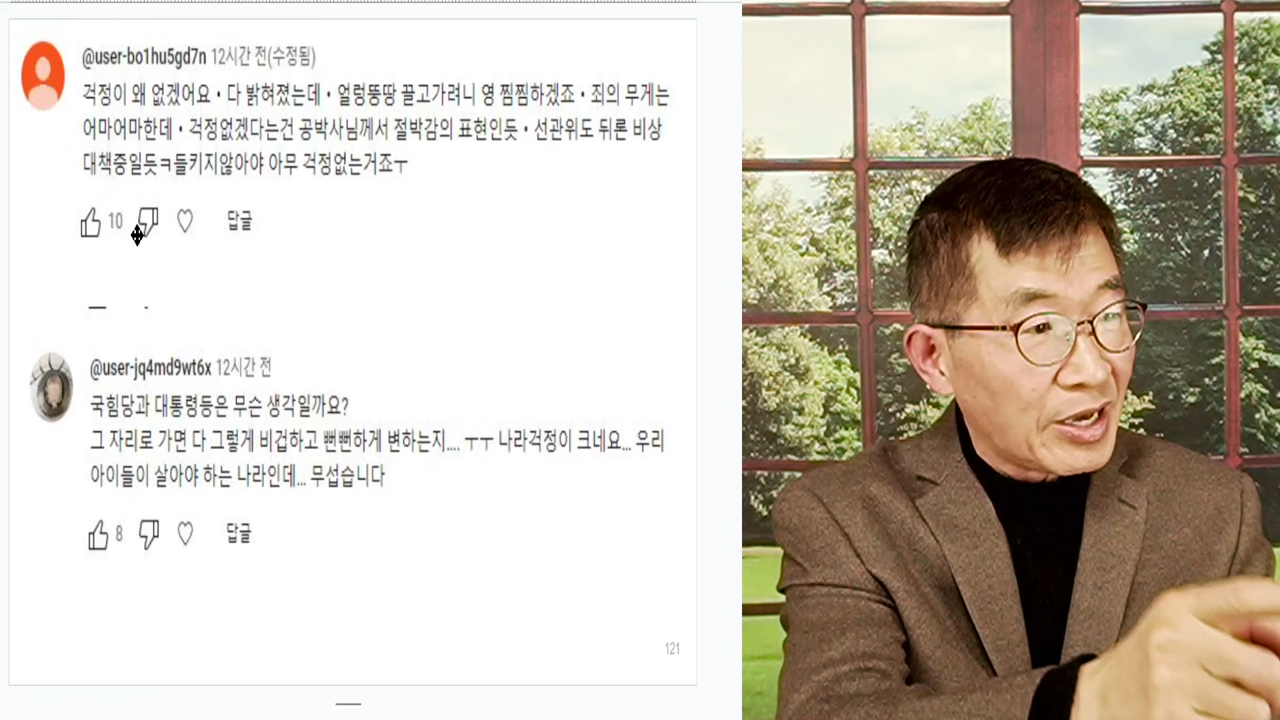 @user-bo1hu5gd7n 12시간 전(수정됨)
걱정이 왜 없겠어요·다 밝혀졌는데·얼렁뚱땅 끌고가려니 영 찜찜하겠죠·죄의 무게는
어마어마한데·걱정없겠다는건 공박사님께서 절박감의 표현인듯·선관위도 뒤론 비상
대책중일듯ㅋ들키지않아야 아무 걱정없는거죠ㅜ
10 답글
@user-jq4md9wt6x 12시간 전
국힘당과 대통령등은 무슨 생각일까요?
그 자리로 가면 다 그렇게 비겁하고 뻔뻔하게 변하는지.... ㅜㅜ 나라걱정이 크네요... 우리
아이들이 살아야 하는 나라인데... 무섭습니다
8 답글
121